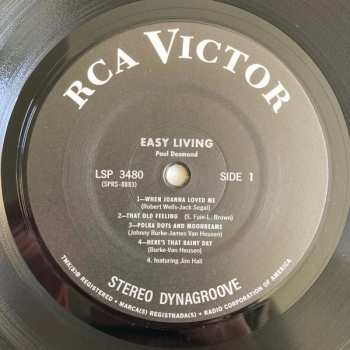 RCA VICTOR
EASY LIVING
Paul Desmond
LSP 3480
SIDE 1
(SPRS-8883)
1—WHEN JOANNA LOVED ME
(Robert Wells-Jack Segal)
2—THAT OLD FEELING (S. Fain-L. Brown)
3—POLKA DOTS AND MOONBEAMS
(Johnny Burke-James Van Heusen)
4—HERE'S THAT RAINY DAY
(Burke-Van Heusen)
4. featuring Jim Hall
STEREO DYNAGROOVE
TMK(S)® REGISTERED • MARCA(S) REGISTRADA(S) • RADIO CORPORATION OF AMERICA